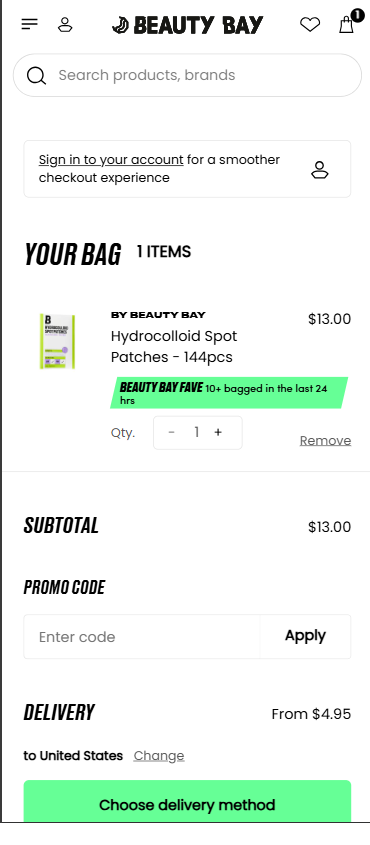 BEAUTY BAY
1
Search products, brands
Sign in to your account for a smoother
checkout experience
YOUR BAG 1 ITEMS
BY BEAUTY BAY
$13.00
Hydrocolloid Spot
Patches - 144pcs
B
HYDROCOLLOID
SPOT PATCHES
BEAUTY BAY FAVE 10+ bagged in the last 24
hrs
Qty. - 1 +
Remove
SUBTOTAL $13.00
PROMO CODE
Enter code Apply
DELIVERY From $4.95
to United States Change
Choose delivery method